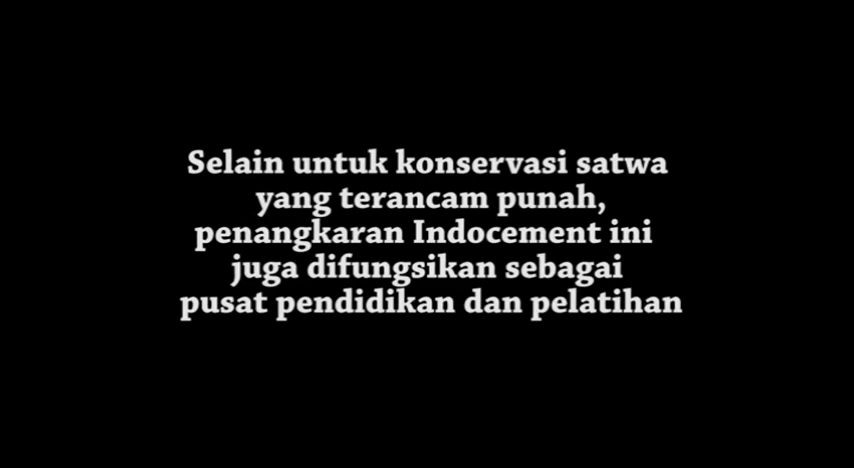 Selain untuk konservasi satwa
yang terancam punah,
penangkaran Indocement ini
juga difungsikan sebagai
pusat pendidikan dan pelatihan